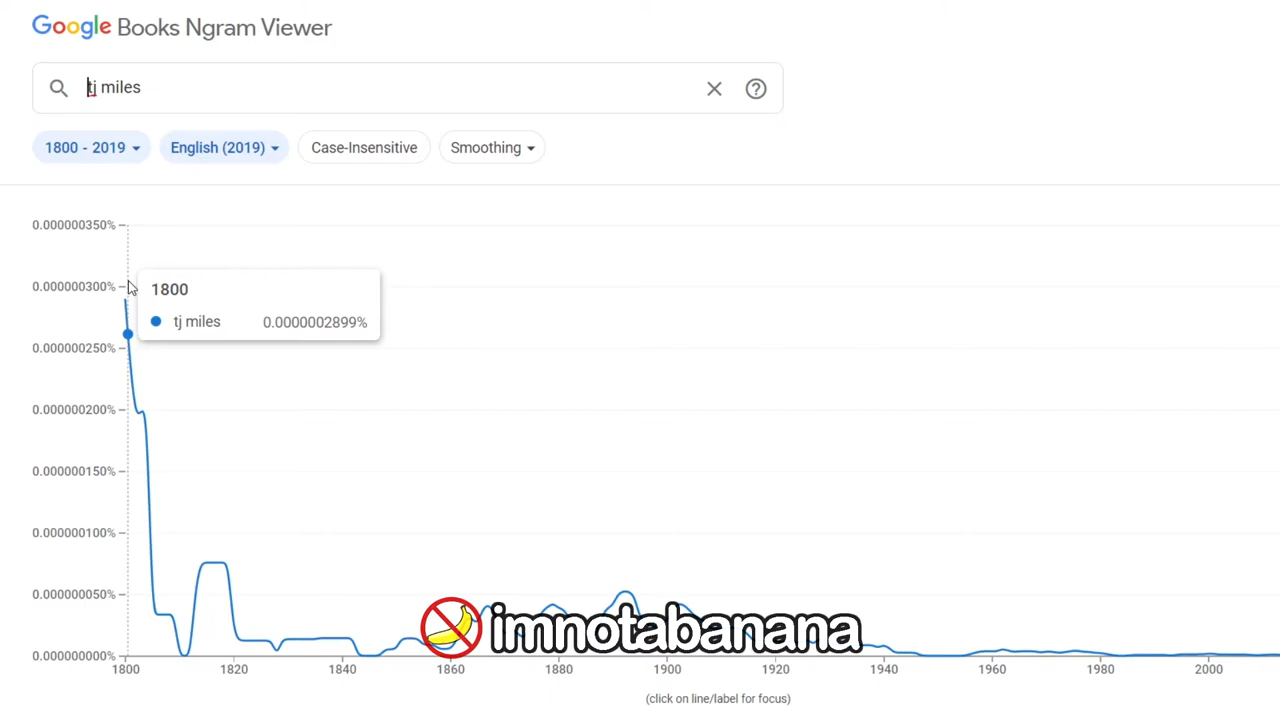 Google Books Ngram Viewer
tj miles
1800 - 2019 English (2019) Case-Insensitive Smoothing
0.000000350%
0.000000300%
1800
tj miles 0.0000002899%
0.000000250%
0.000000200%
0.000000150%
0.000000100%
0.000000050%
imnotabanana
0.000000000%
1800 1820 1840 1860 1880 1900 1920 1940 1960 1980 2000
(click on line/label for focus)